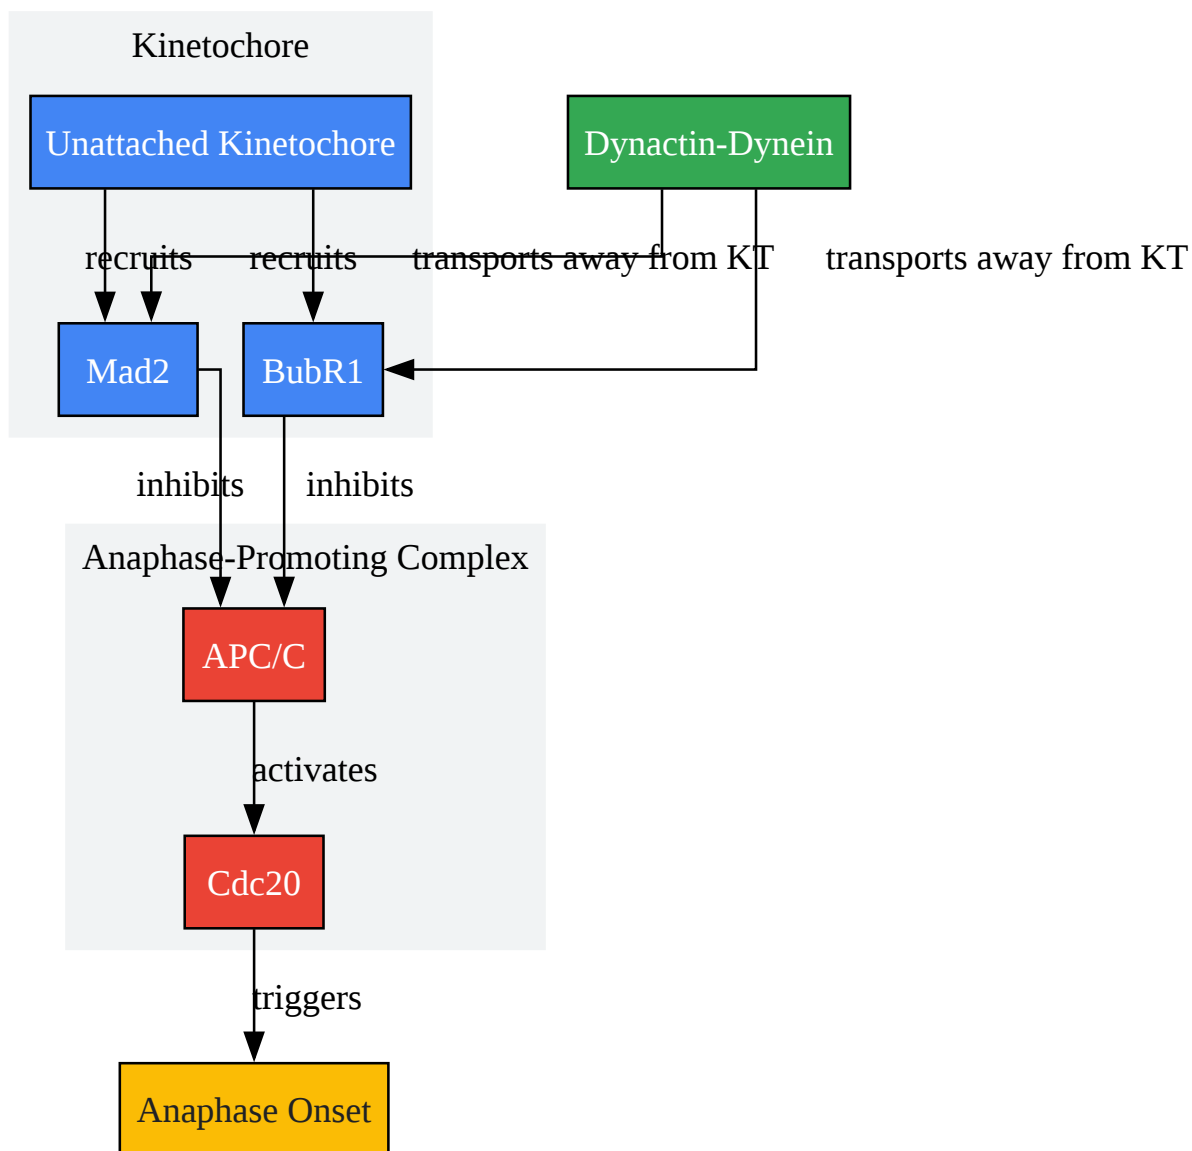 Kinetochore
Unattached Kinetochore
Dynactin-Dynein
recruits
recruits
transports away from KT
transports away from KT
Mad2
BubR1
inhibits
inhibits
Anaphase-Promoting Complex
APC/C
activates
Cdc20
triggers
Anaphase Onset